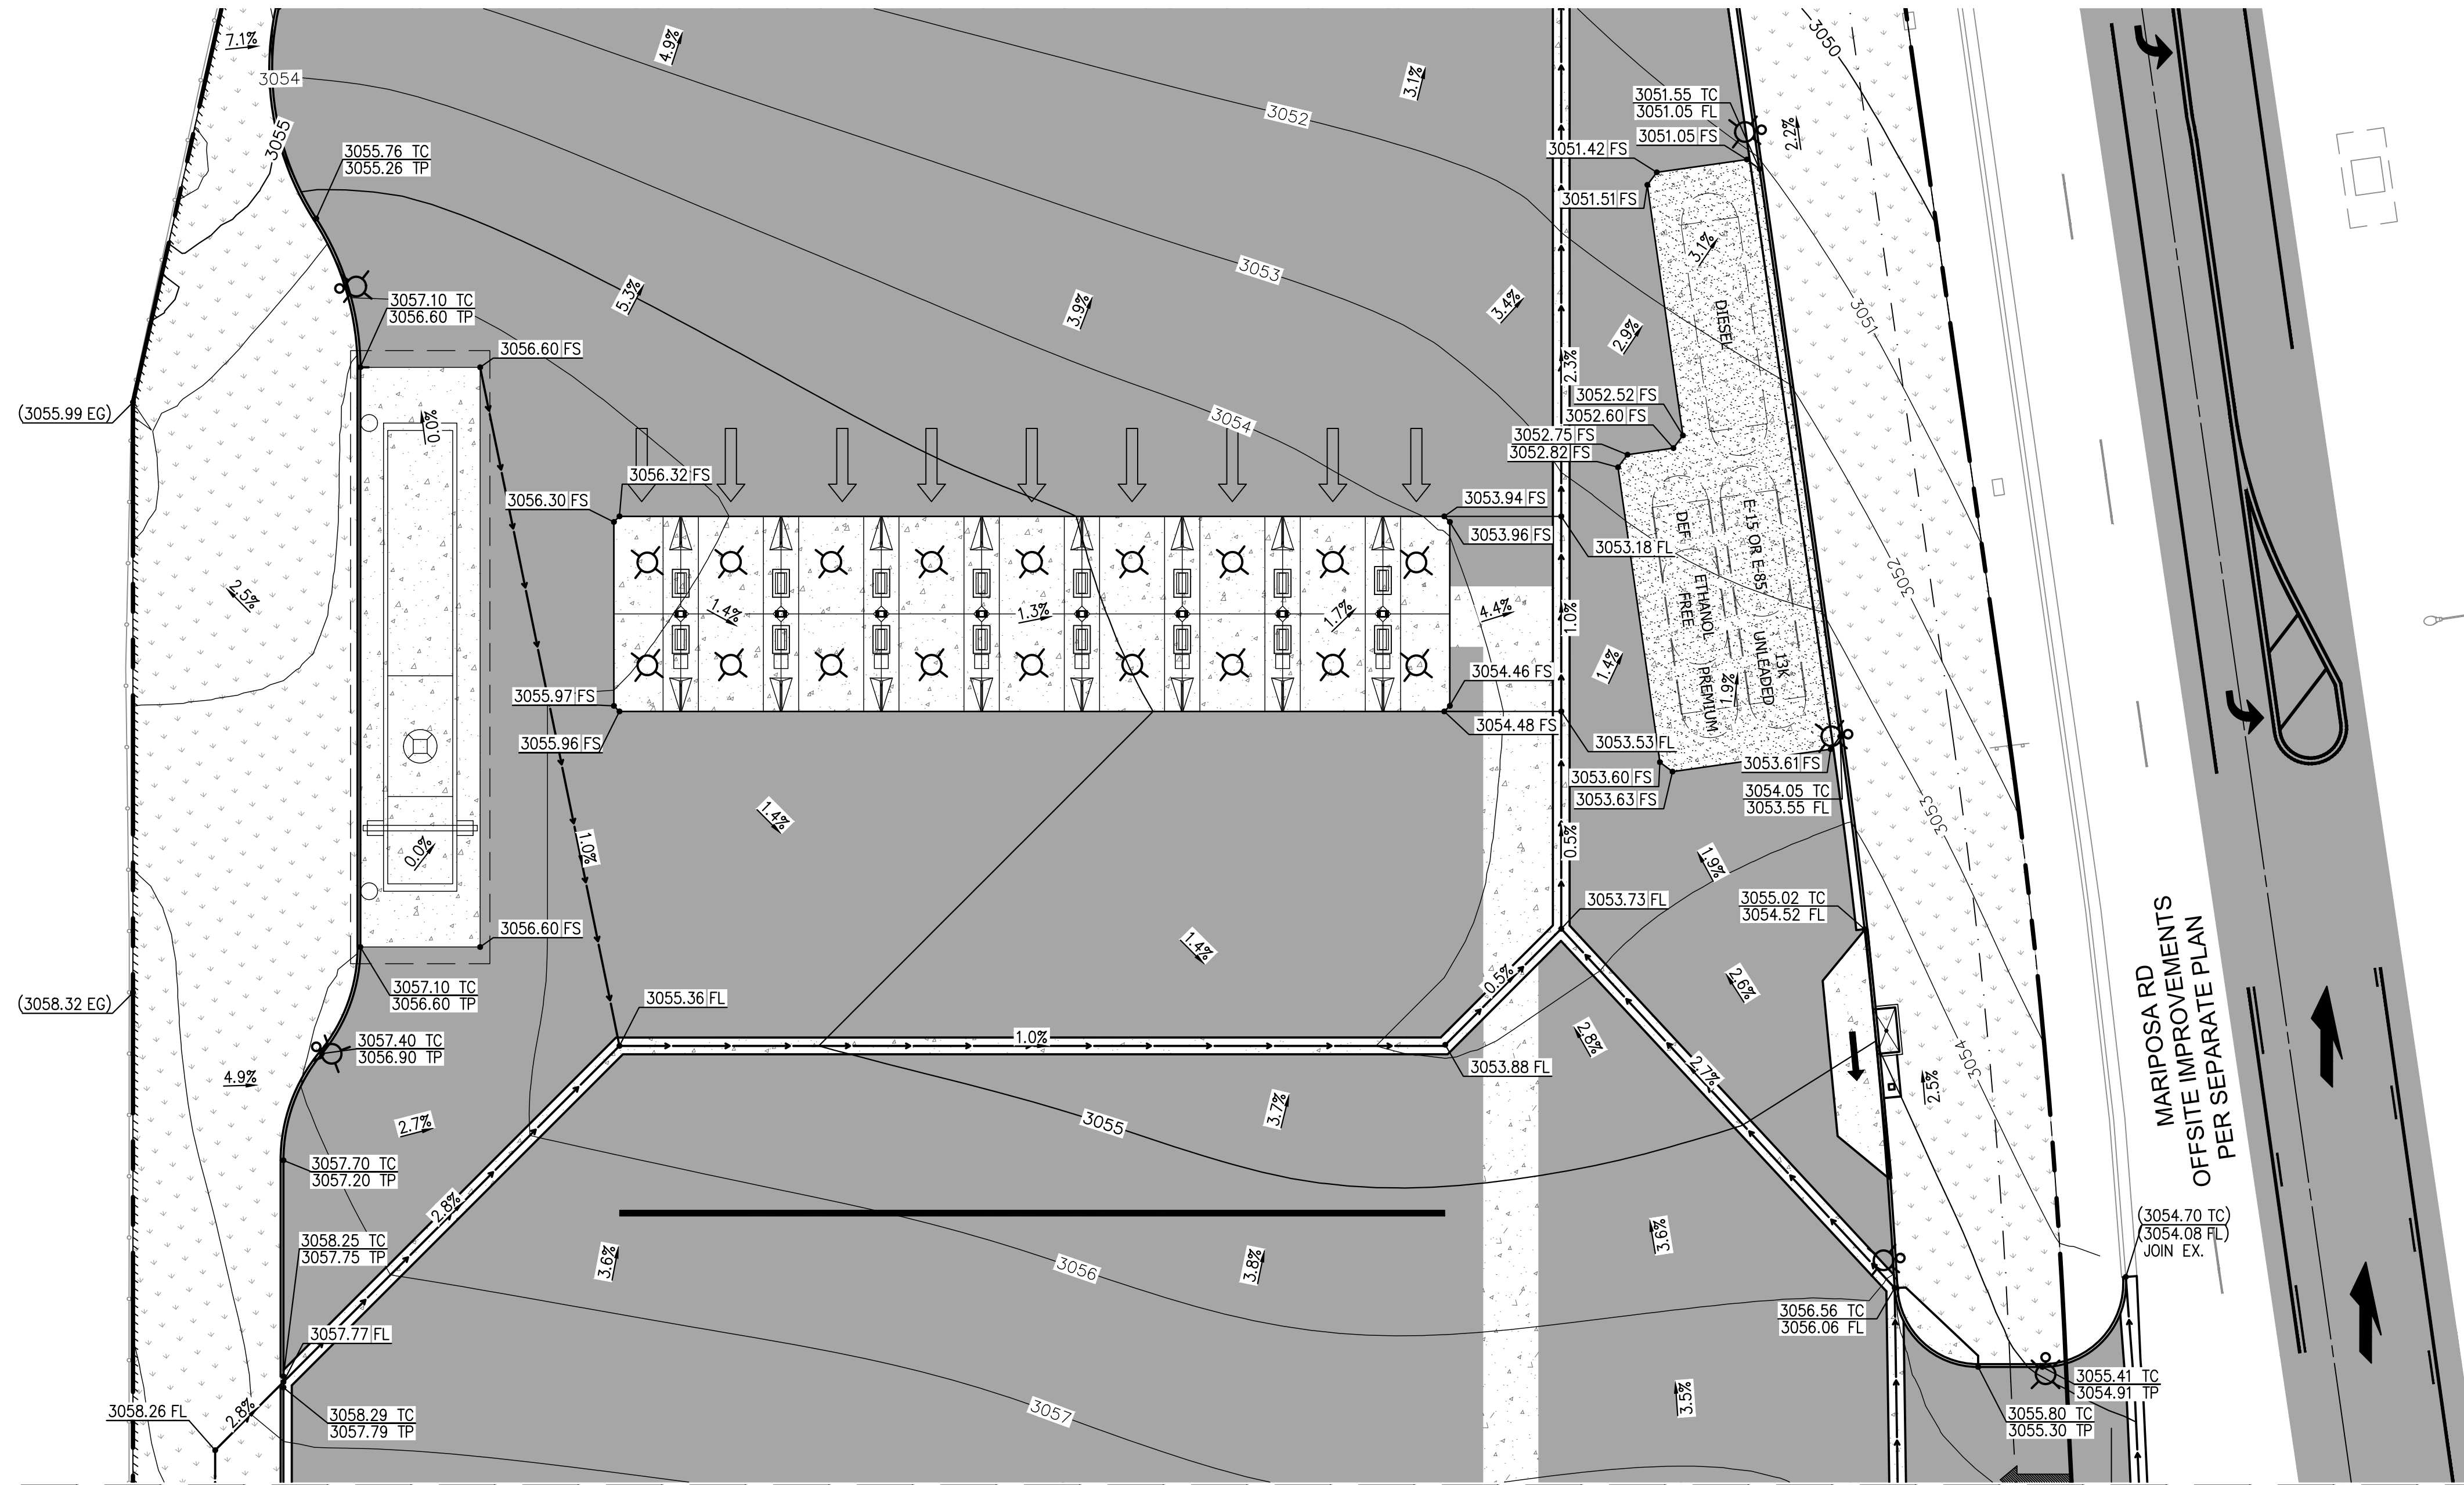 7.1%
4.9%
3.1%
3050
3054
3055
3052
3051.55 TC
3051.05 FL
3051.05 FS
2.2%
3051.42 FS
3055.76 TC
3055.26 TP
3051.51 FS
3.1%
3053
3057.10 TC
3056.60 TP
5.3%
3.9%
3.4%
2.9%
DIESEL
3051
3056.60 FS
2.3%
(3055.99 EG)
0.0%
3054
3052.52 FS
3052.60 FS
3052.75 FS
3052.82 FS
3056.32 FS
3056.30 FS
3053.94 FS
3053.96 FS
3053.18 FL
DEF
E-15 OR E-85
3052
2.5%
1.4%
1.3%
1.7%
4.4%
1.0%
ETHANOL
FREE
PREMIUM
13K
UNLEADED
1.4%
1.9%
3055.97 FS
3054.46 FS
3055.96 FS
3054.48 FS
3053.53 FL
3053.61 FS
3053.60 FS
3053.63 FS
3054.05 TC
3053.55 FL
3053
0.0%
1.0%
1.4%
0.5%
1.9%
3056.60 FS
3053.73 FL
3055.02 TC
3054.52 FL
1.4%
MARIPOSA RD
OFFSITE IMPROVEMENTS
PER SEPARATE PLAN
(3058.32 EG)
3057.10 TC
3056.60 TP
3055.36 FL
0.5%
2.6%
3057.40 TC
3056.90 TP
1.0%
2.8%
3054
3053.88 FL
2.7%
4.9%
2.5%
2.7%
3.7%
3055
3057.70 TC
3057.20 TP
2.8%
(3054.70 TC)
(3054.08 FL)
JOIN EX.
3058.25 TC
3057.75 TP
3.6%
3056
3.8%
3.6%
3056.56 TC
3056.06 FL
3057.77 FL
3055.41 TC
3054.91 TP
3058.26 FL
2.8%
3058.29 TC
3057.79 TP
3057
3.5%
3055.80 TC
3055.30 TP